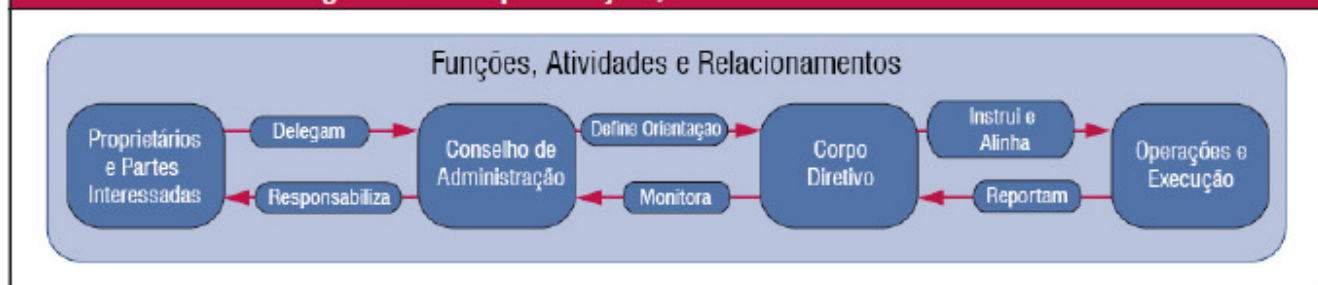 Funções, Atividades e Relacionamentos
Proprietários
e Partes
Interessadas
Delegam
Responsabiliza
Conselho de
Administração
Define Orientação
Monitora
Corpo
Diretivo
Instrui e
Alinha
Reportam
Operações e
Execução